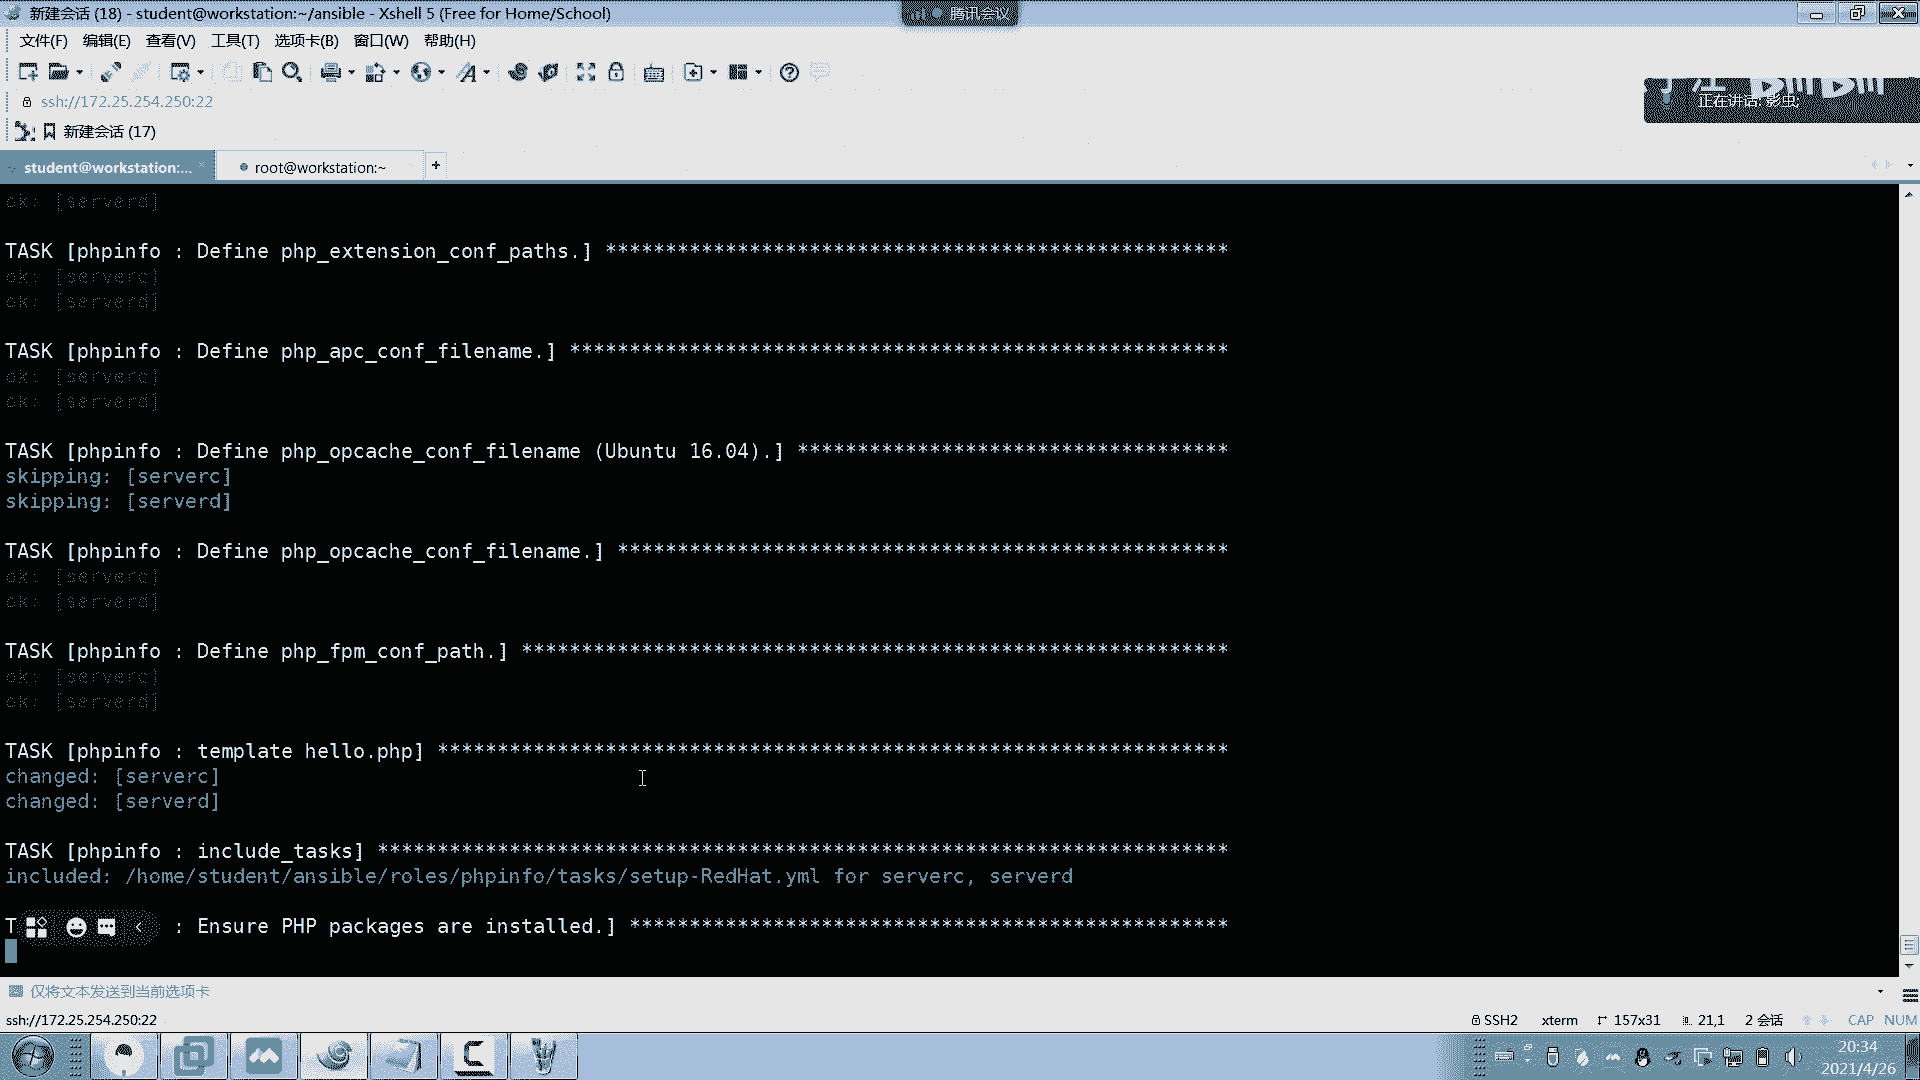 新建会话 (18) - student@workstation:~/ansible - Xshell 5 (Free for Home/School)
腾讯会议
文件(F) 编辑(E) 查看(V) 工具(T) 选项卡(B) 窗口(W) 帮助(H)
ssh://172.25.254.250:22
正在讲话: 影虫;
新建会话 (17)
student@workstation:... × root@workstation:~ +
ok: [serverd]
TASK [phpinfo : Define php_extension_conf_paths.] ****************************************************
ok: [serverc]
ok: [serverd]
TASK [phpinfo : Define php_apc_conf_filename.] *******************************************************
ok: [serverc]
ok: [serverd]
TASK [phpinfo : Define php_opcache_conf_filename (Ubuntu 16.04).] ************************************
skipping: [serverc]
skipping: [serverd]
TASK [phpinfo : Define php_opcache_conf_filename.] ***************************************************
ok: [serverc]
ok: [serverd]
TASK [phpinfo : Define php_fpm_conf_path.] ***********************************************************
ok: [serverc]
ok: [serverd]
TASK [phpinfo : template hello.php] ******************************************************************
changed: [serverc]
changed: [serverd]
TASK [phpinfo : include_tasks] ***********************************************************************
included: /home/student/ansible/roles/phpinfo/tasks/setup-RedHat.yml for serverc, serverd
T : Ensure PHP packages are installed.] **************************************************
仅将文本发送到当前选项卡
ssh://172.25.254.250:22 SSH2 xterm 157x31 21,1 2 会话 CAP NUM
20:34
2021/4/26